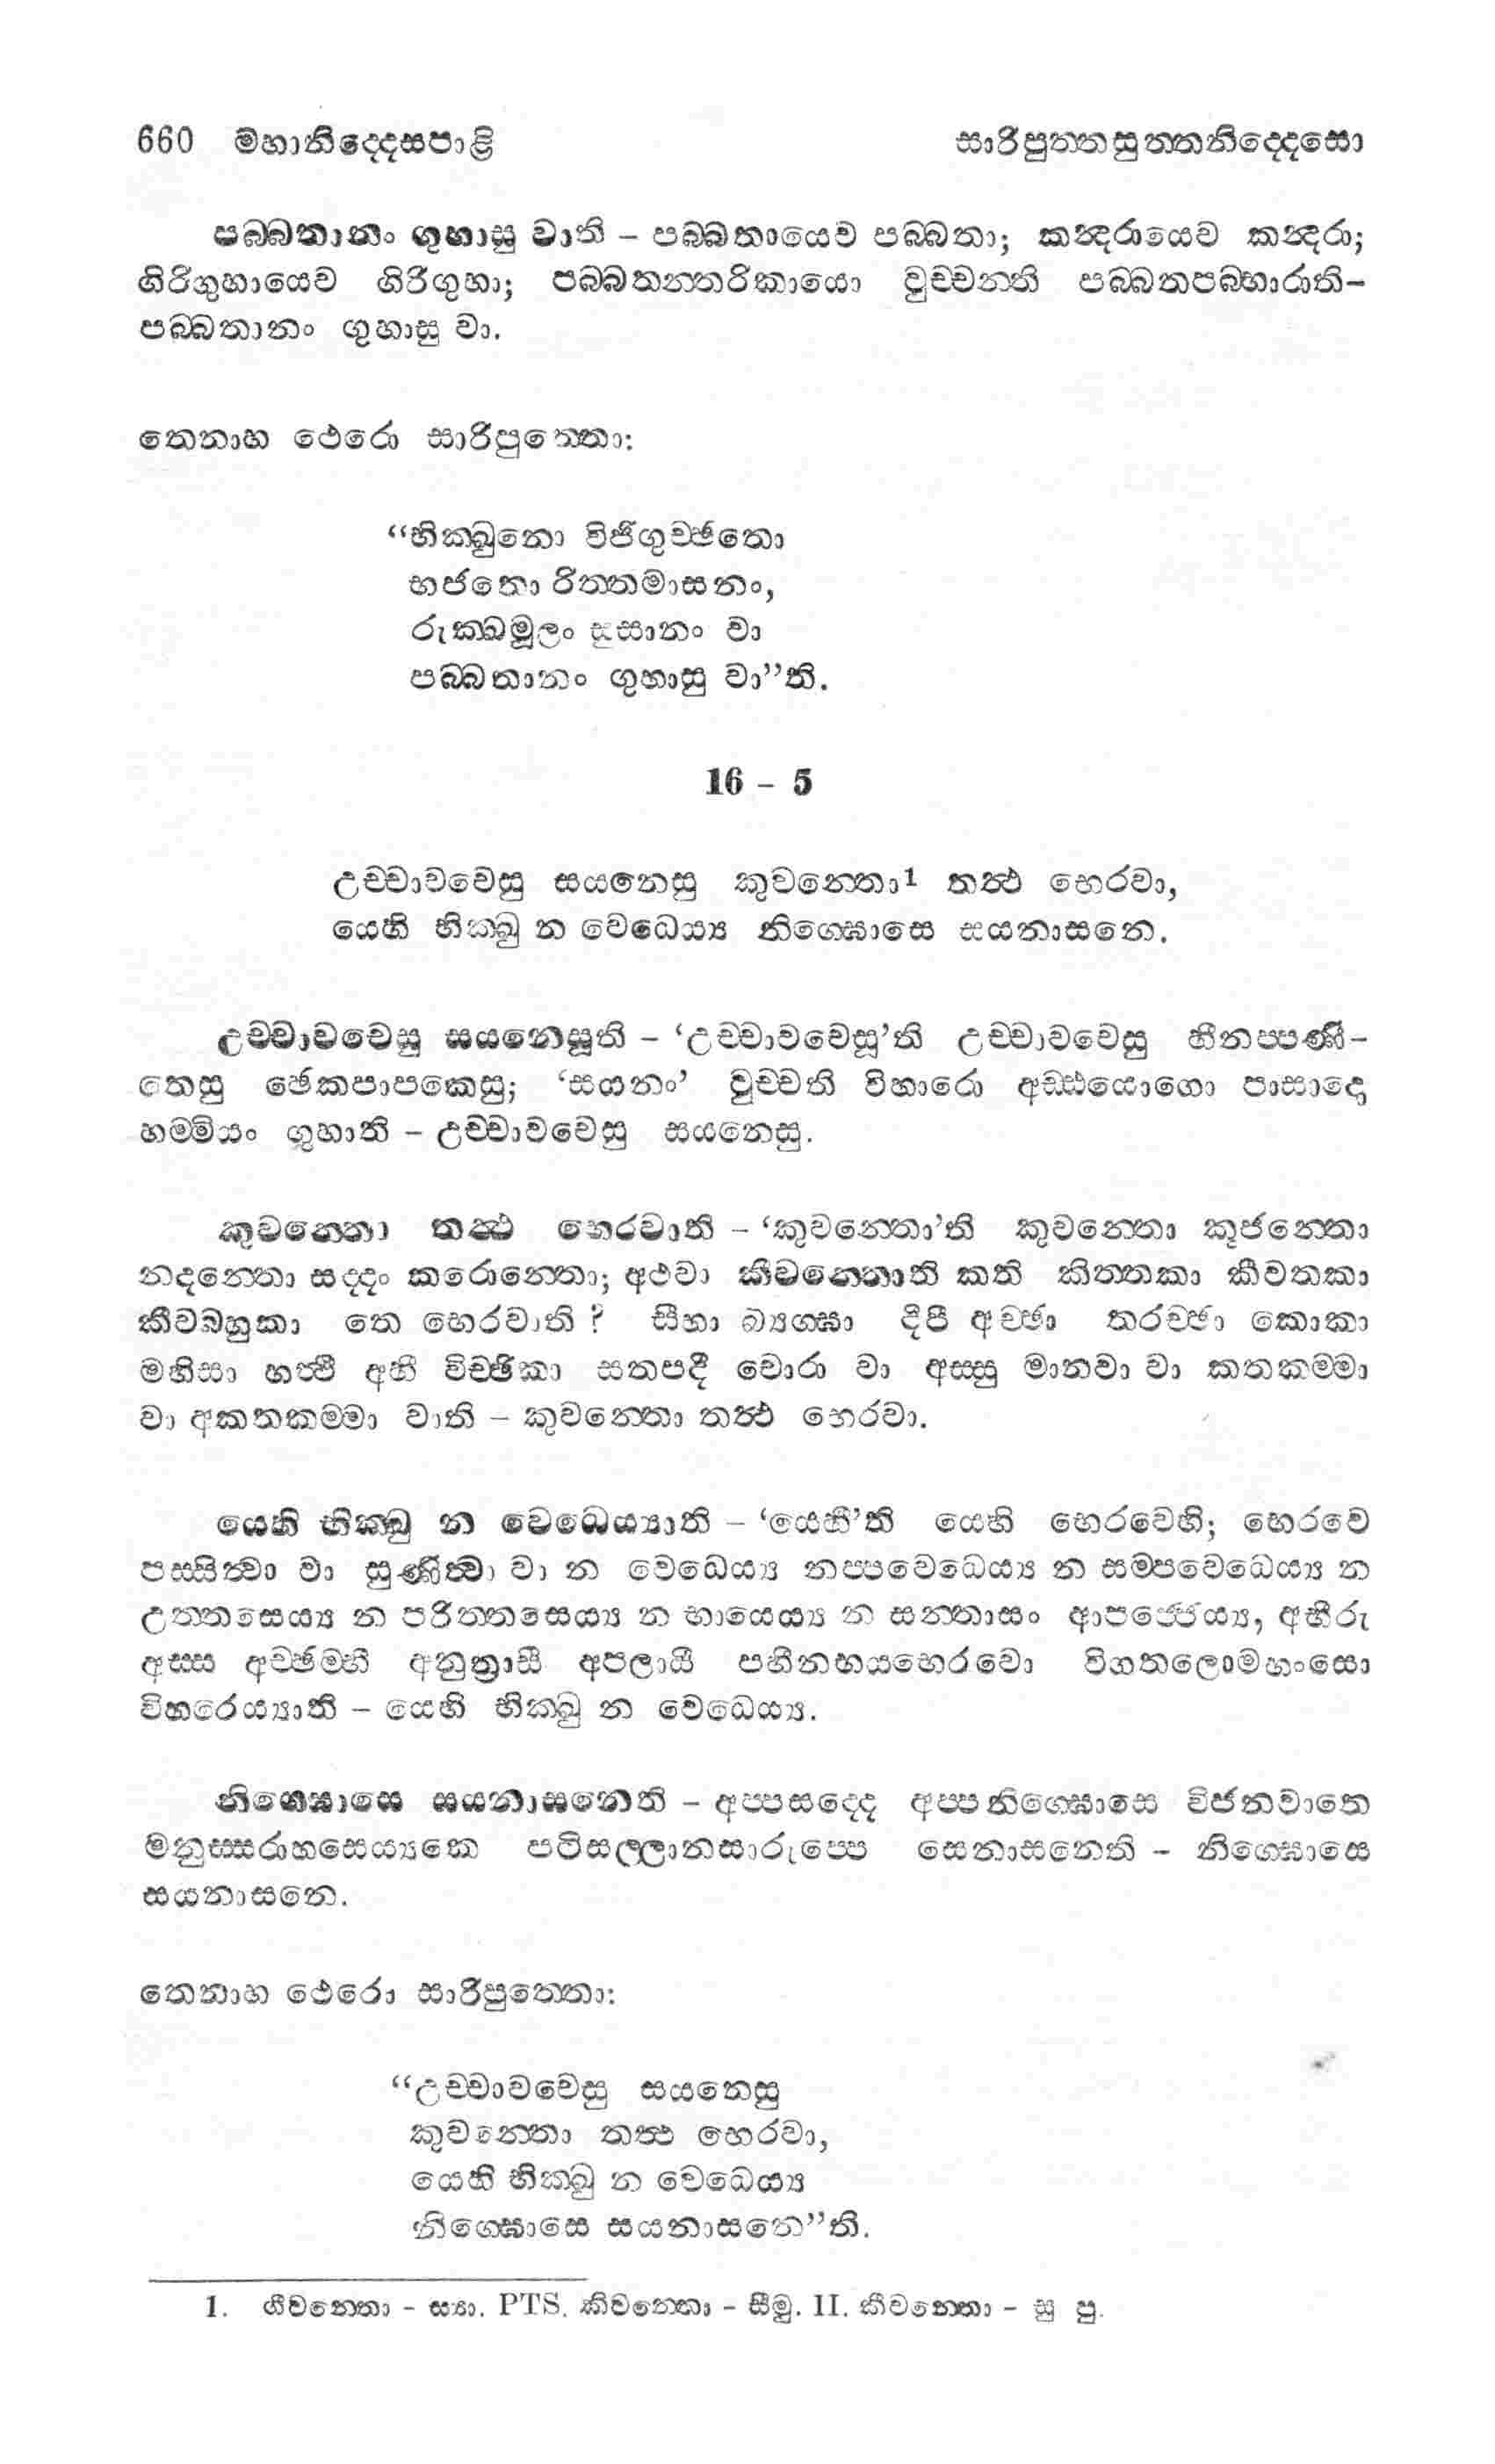 660 මහානිද්දෙසපාළි
සාරිපුත්තසුත්තනිද්දෙසො
පබ්බතානං ගුහාසු වාති – පබ්බතායෙව පබ්බතා; කන්දරායෙව කන්දරා;
ගිරිගුහායෙව ගිරිගුහා; පබ්බතන්තරිකායො වුච්චන්ති පබ්බතපබ්භාරාති-
පබ්බතානං ගුහාසු වා.
තෙනාහ ථෙරො සාරිපුත්තො:
“භික්ඛුනො විජිගුච්ඡතො
භජතො රිත්තමාසනං,
රුක්ඛමූලං සුසානං වා
පබ්බතානං ගුහාසු වා”ති.
16 – 5
උච්චාවචෙසු සයනෙසු කුවන්තො1 තත්ථ භෙරවා,
යෙහි භික්ඛු න වෙධෙය්‍ය නිග්ඝොසෙ සයනාසනෙ.
උච්චාවචෙසු සයනෙසූති – ‘උච්චාවචෙසූ’ති උච්චාවචෙසු හීනප්පණී-
තෙසු ඡෙකපාපකෙසු; ‘සයනං’ වුච්චති විහාරො අඩ්ඪයොගො පාසාදො
හම්මියං ගුහාති – උච්චාවචෙසු සයනෙසු.
කුවන්තො තත්ථ භෙරවාති – ‘කුවන්තො’ති කුවන්තො කූජන්තො
නදන්තො සද්දං කරොන්තො; අථවා කීවන්තොති කති කිත්තකා කීවතකා
කීවබහුකා තෙ භෙරවාති ? සීහා බ්‍යග්ඝා දීපී අච්ඡා තරච්ඡා කොකා
මහිසා හත්ථී අහී විච්ඡිකා සතපදී චොරා වා අස්සු මානවා වා කතකම්මා
වා අකතකම්මා වාති – කුවන්තො තත්ථ භෙරවා.
යෙහි භික්ඛු න වෙධෙය්‍යාති – ‘යෙහී’ති යෙහි භෙරවෙහි; භෙරවෙ
පස්සිත්වා වා සුණිත්වා වා න වෙධෙය්‍ය නප්පවෙධෙය්‍ය න සම්පවෙධෙය්‍ය න
උත්තසෙය්‍ය න පරිත්තසෙය්‍ය න භායෙය්‍ය න සන්තාසං ආපජ්ජෙය්‍ය, අභීරු
අස්ස අච්ඡම්භී අනුත්‍රාසී අපලායී පහීනභයභෙරවො විගතලොමහංසො
විහරෙය්‍යාති – යෙහි භික්ඛු න වෙධෙය්‍ය.
නිග්ඝොසෙ සයනාසනෙති – අප්පසද්දෙ අප්පනිග්ඝොසෙ විජනවාතෙ
මනුස්සරාහසෙය්‍යකෙ පටිසල්ලානසාරුප්පෙ සෙනාසනෙති – නිග්ඝොසෙ
සයනාසනෙ.
තෙනාහ ථෙරො සාරිපුත්තො:
“උච්චාවචෙසු සයනෙසු
කුවන්තො තත්ථ භෙරවා,
යෙහි භික්ඛු න වෙධෙය්‍ය
නිග්ඝොසෙ සයනාසනෙ”ති.
1. ගීවන්තො – ස්‍යා. PTS. කිවන්තො – සීමු. II. කීවන්තො – සු පු.